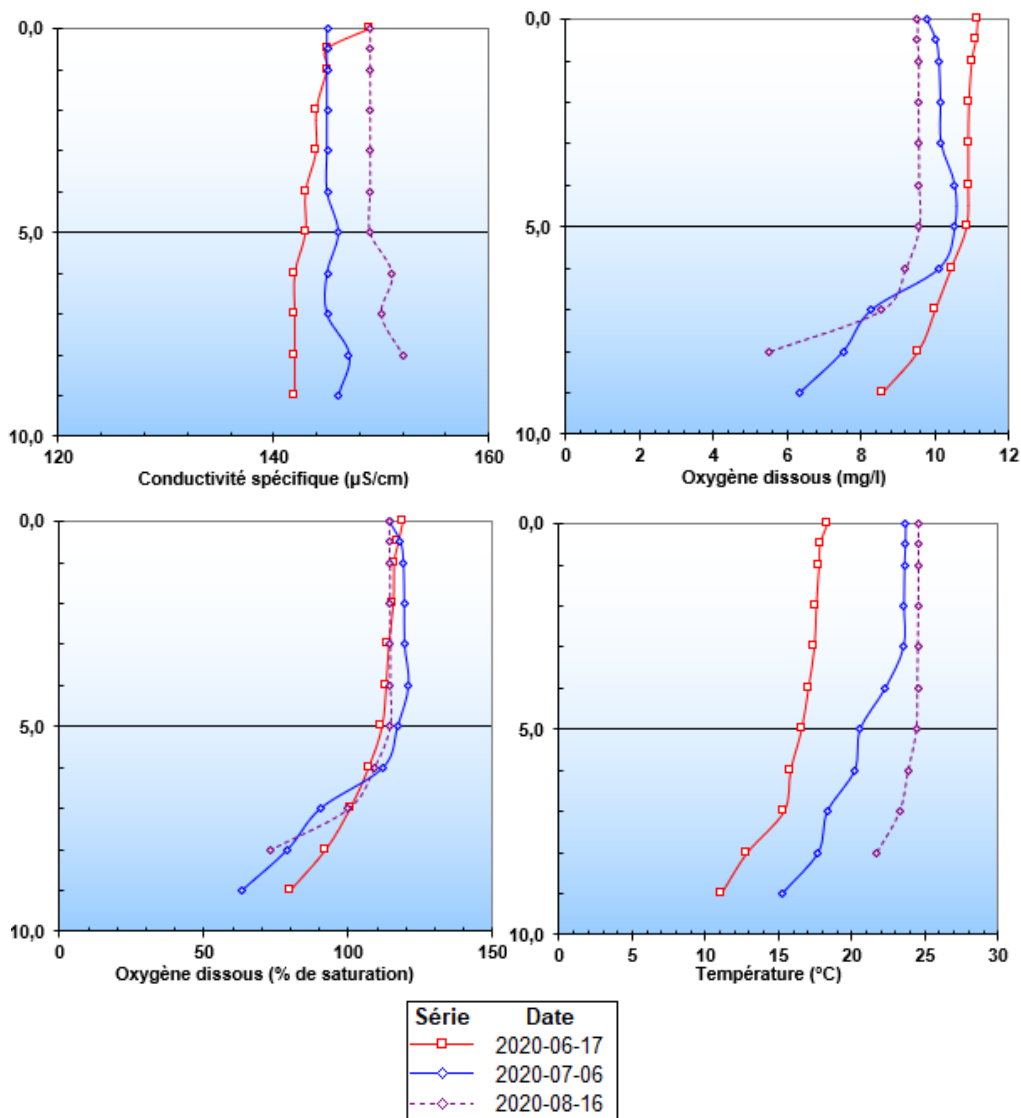 0,0
5,0
10,0
120 140 160
Conductivité spécifique (µS/cm)
0,0
5,0
10,0
0 2 4 6 8 10 12
Oxygène dissous (mg/l)
0,0
5,0
10,0
0 50 100 150
Oxygène dissous (% de saturation)
0,0
5,0
10,0
0 5 10 15 20 25 30
Température (°C)
Série Date
2020-06-17
2020-07-06
2020-08-16